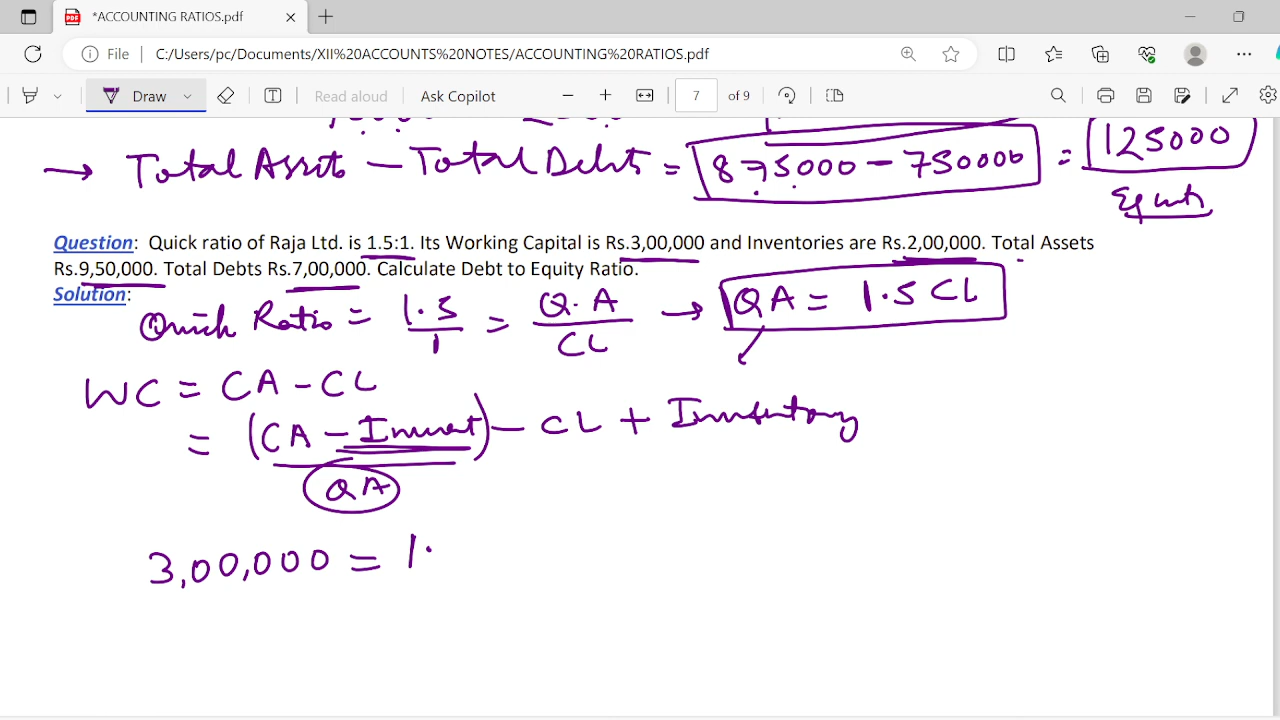 *ACCOUNTING RATIOS.pdf
File C:/Users/pc/Documents/XII%20ACCOUNTS%20NOTES/ACCOUNTING%20RATIOS.pdf
Draw Read aloud Ask Copilot 7 of 9
→ Total Assets - Total Debts = 875000 - 750000 = 125000
Equity
Question: Quick ratio of Raja Ltd. is 1.5:1. Its Working Capital is Rs.3,00,000 and Inventories are Rs.2,00,000. Total Assets
Rs.9,50,000. Total Debts Rs.7,00,000. Calculate Debt to Equity Ratio.
Solution:
Quick Ratio = 1.5/1 = Q.A/CL → QA = 1.5 CL
WC = CA - CL
= (CA - Invent) - CL + Inventory
QA
3,00,000 = 1.